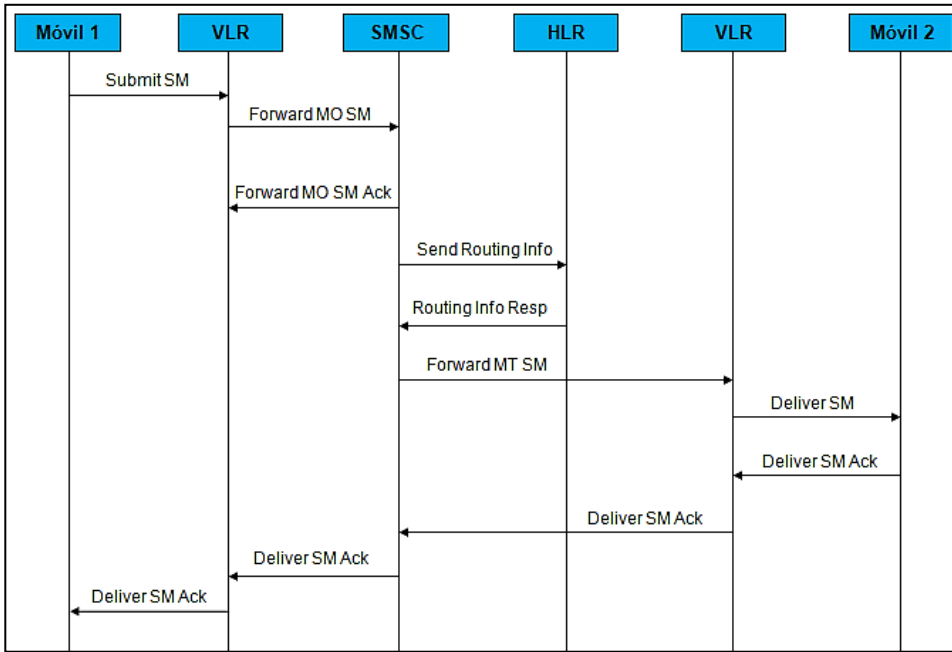 Móvil 1
VLR
SMSC
HLR
VLR
Móvil 2
Submit SM
Forward MO SM
Forward MO SM Ack
Send Routing Info
Routing Info Resp
Forward MT SM
Deliver SM
Deliver SM Ack
Deliver SM Ack
Deliver SM Ack
Deliver SM Ack